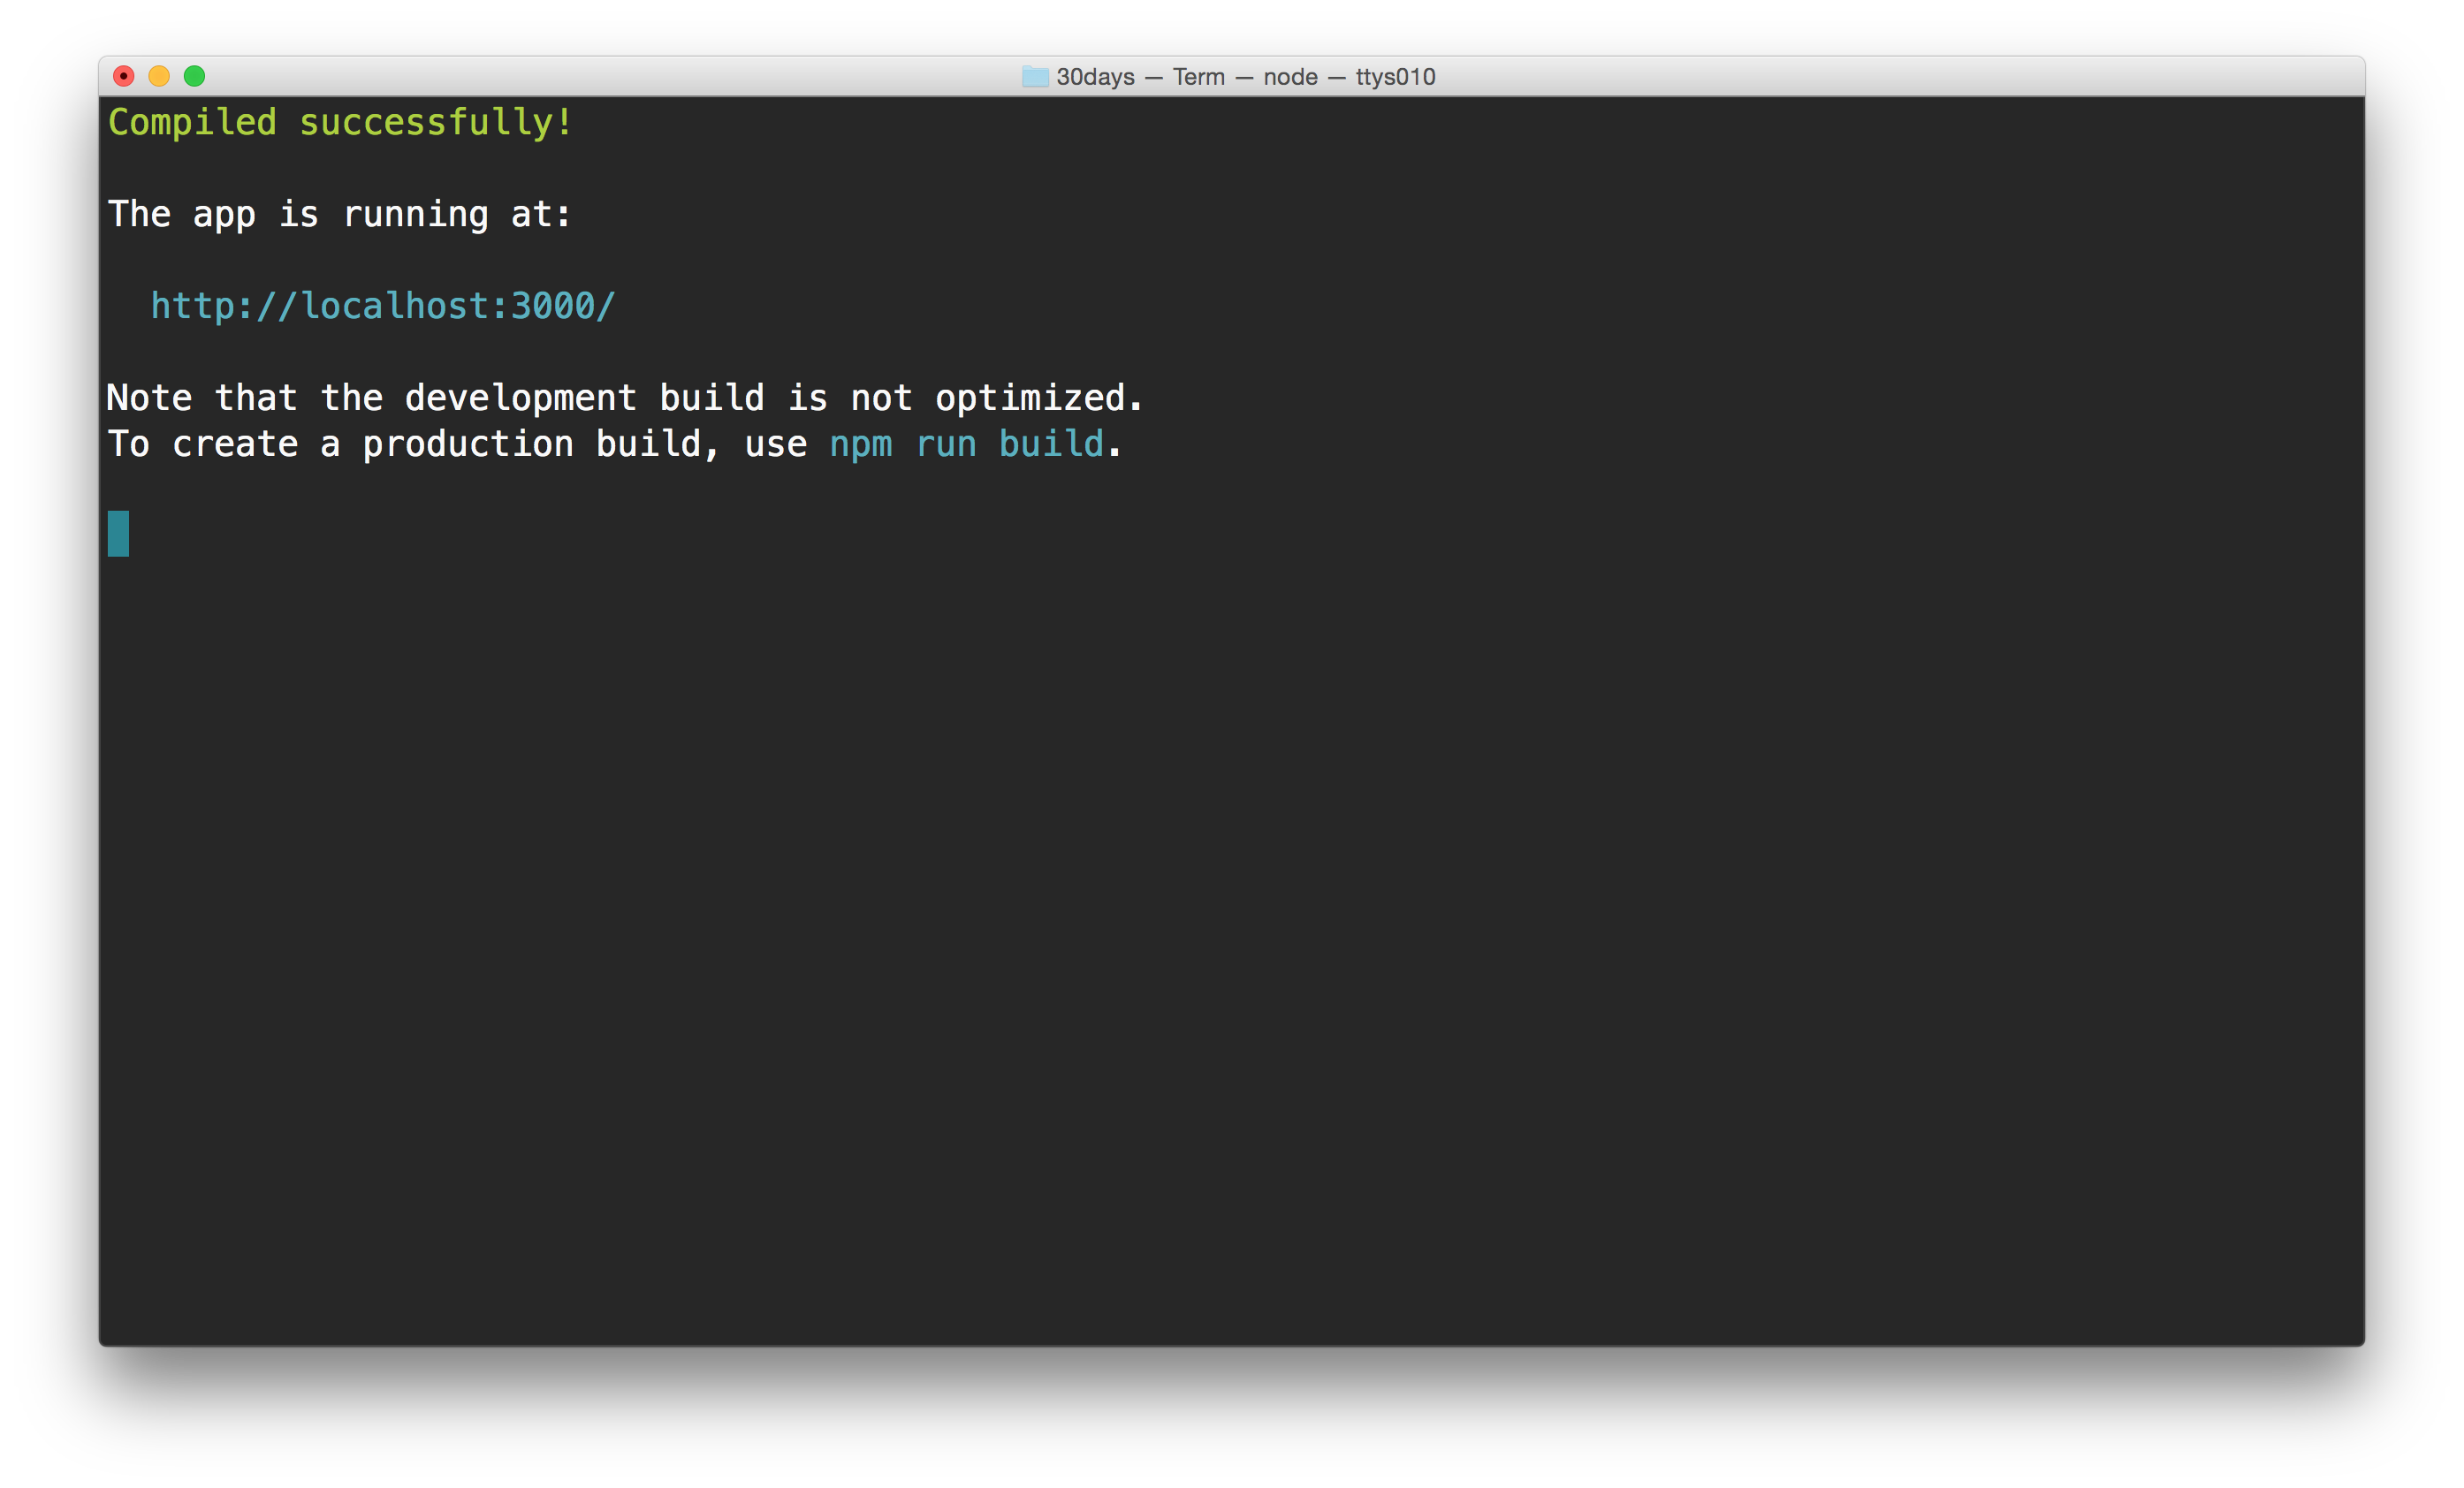 30days — Term — node — ttys010
Compiled successfully!
The app is running at:
http://localhost:3000/
Note that the development build is not optimized.
To create a production build, use npm run build.